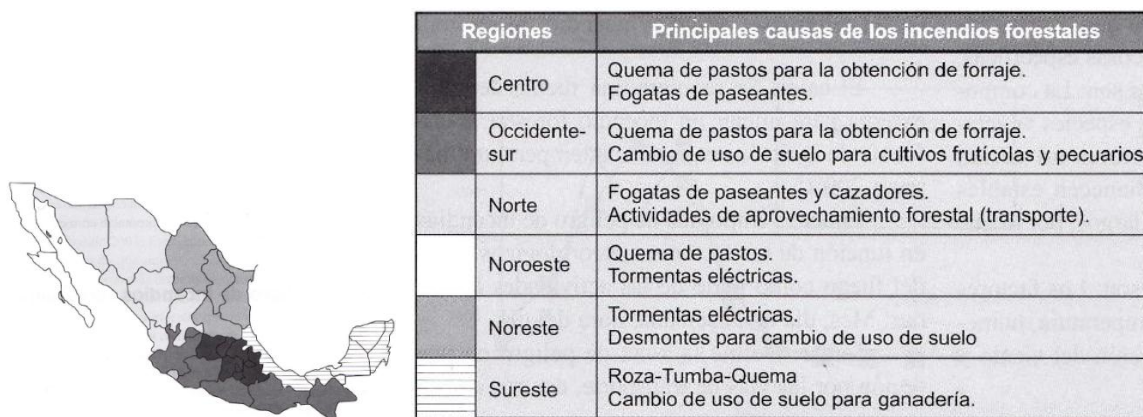 Regiones Principales causas de los incendios forestales
Centro
Quema de pastos para la obtención de forraje.
Fogatas de paseantes.
Occidente-
sur
Quema de pastos para la obtención de forraje.
Cambio de uso de suelo para cultivos frutícolas y pecuarios
Norte
Fogatas de paseantes y cazadores.
Actividades de aprovechamiento forestal (transporte).
Noroeste
Quema de pastos.
Tormentas eléctricas.
Noreste
Tormentas eléctricas.
Desmontes para cambio de uso de suelo
Sureste
Roza-Tumba-Quema
Cambio de uso de suelo para ganadería.